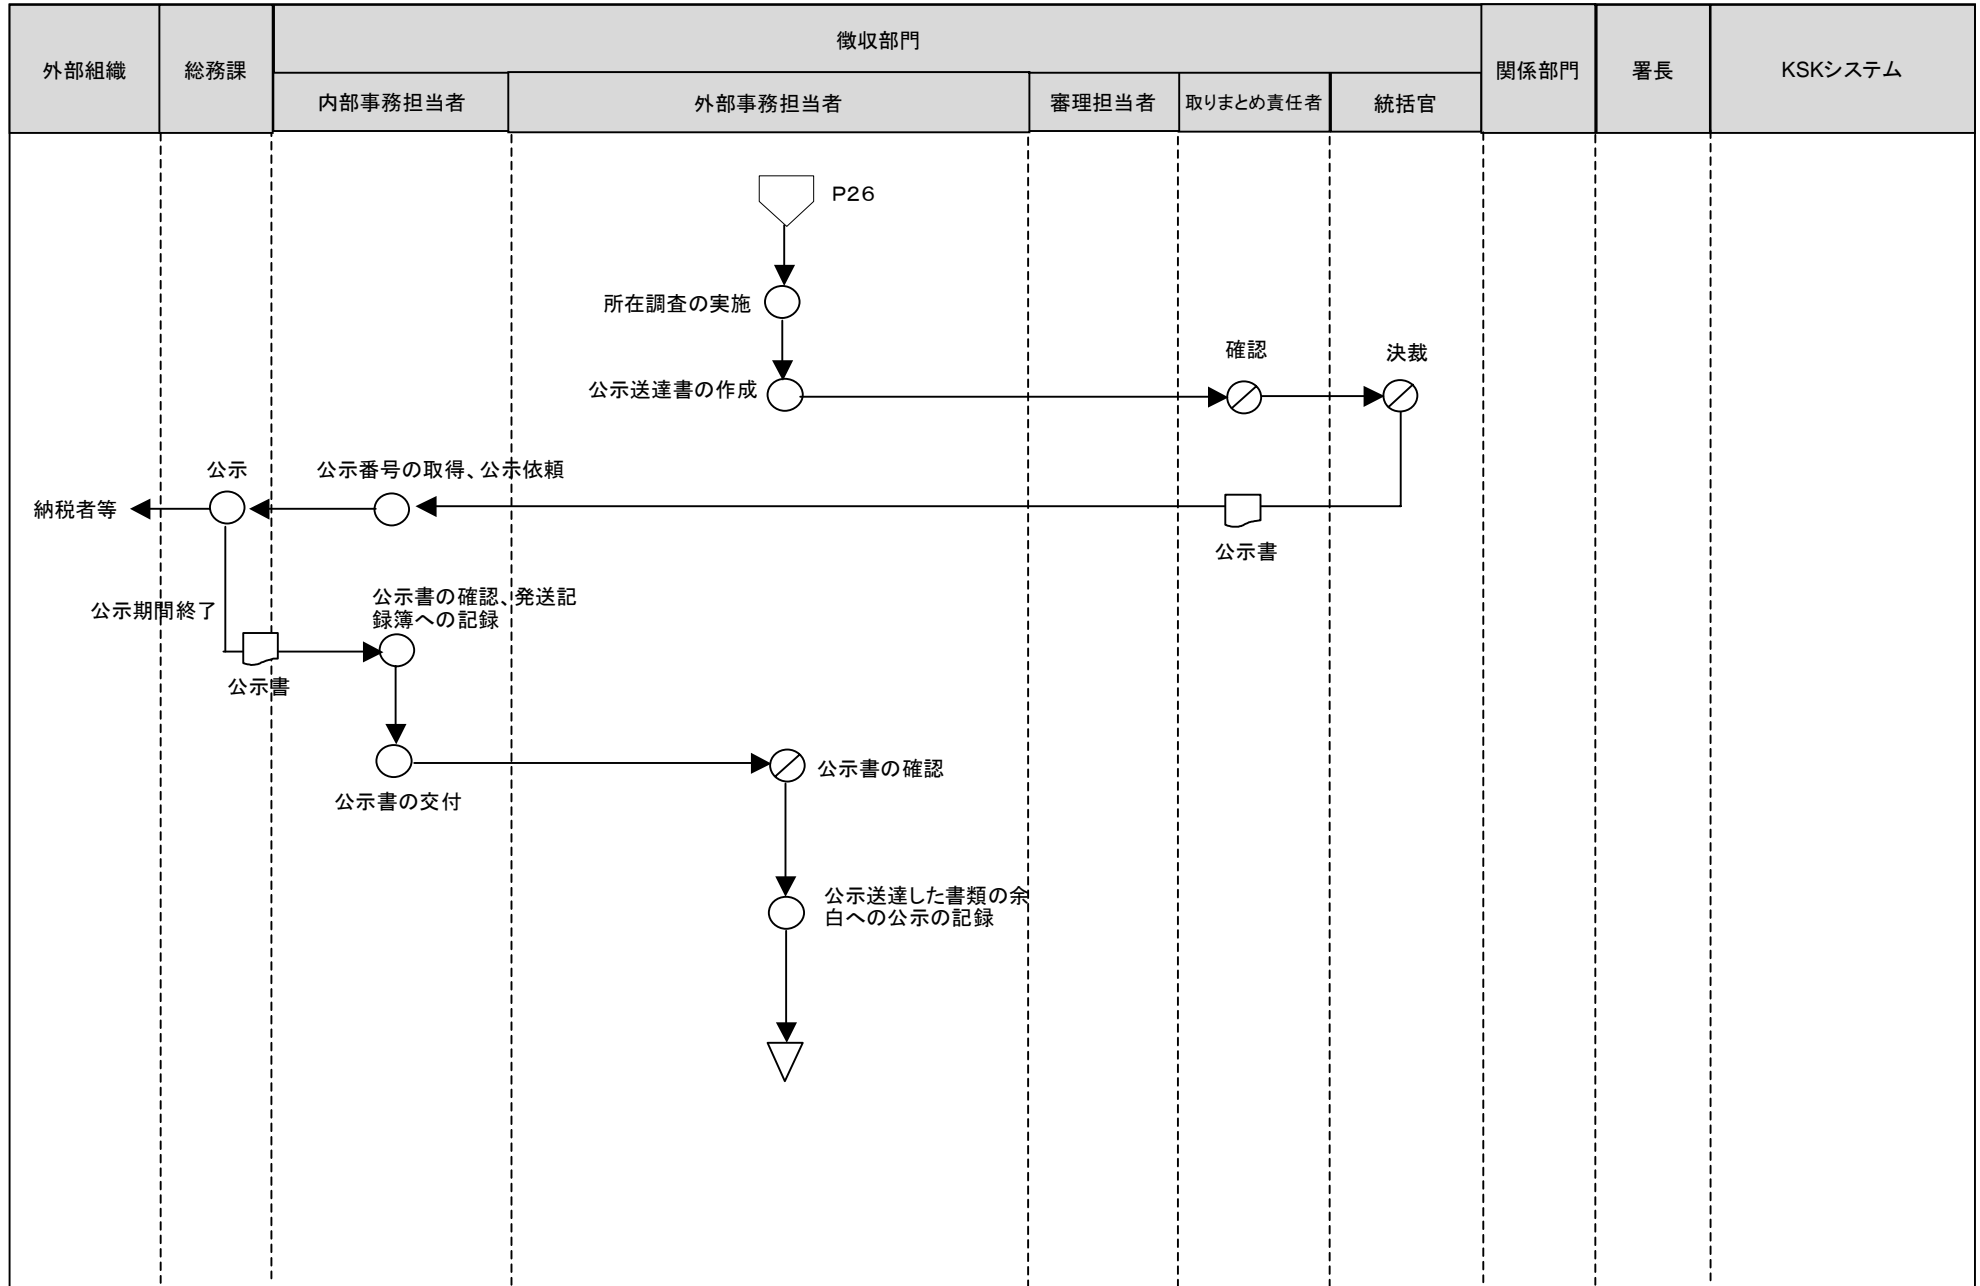 徴収部門
外部組織
総務課
関係部門
署長
KSKシステム
内部事務担当者
外部事務担当者
審理担当者
取りまとめ責任者
統括官
P26
所在調査の実施
確認
決裁
公示送達書の作成
公示
公示番号の取得、公示依頼
納税者等
公示書
公示書の確認、発送記
録簿への記録
公示期間終了
公示書
公示書の確認
公示書の交付
公示送達した書類の余
白への公示の記録